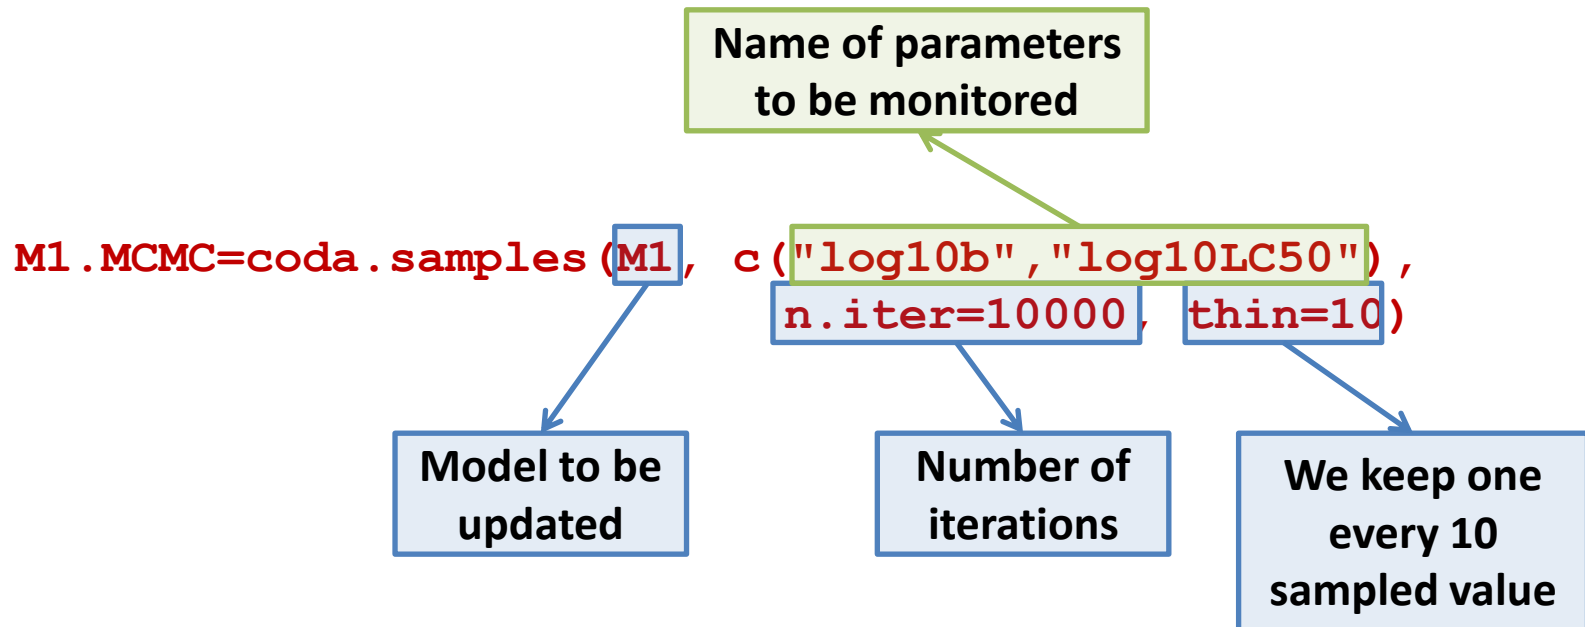 Name of parameters
to be monitored
M1.MCMC=coda.samples(M1, c("log10b","log10LC50"),
n.iter=10000, thin=10)
Model to be
updated
Number of
iterations
We keep one
every 10
sampled value